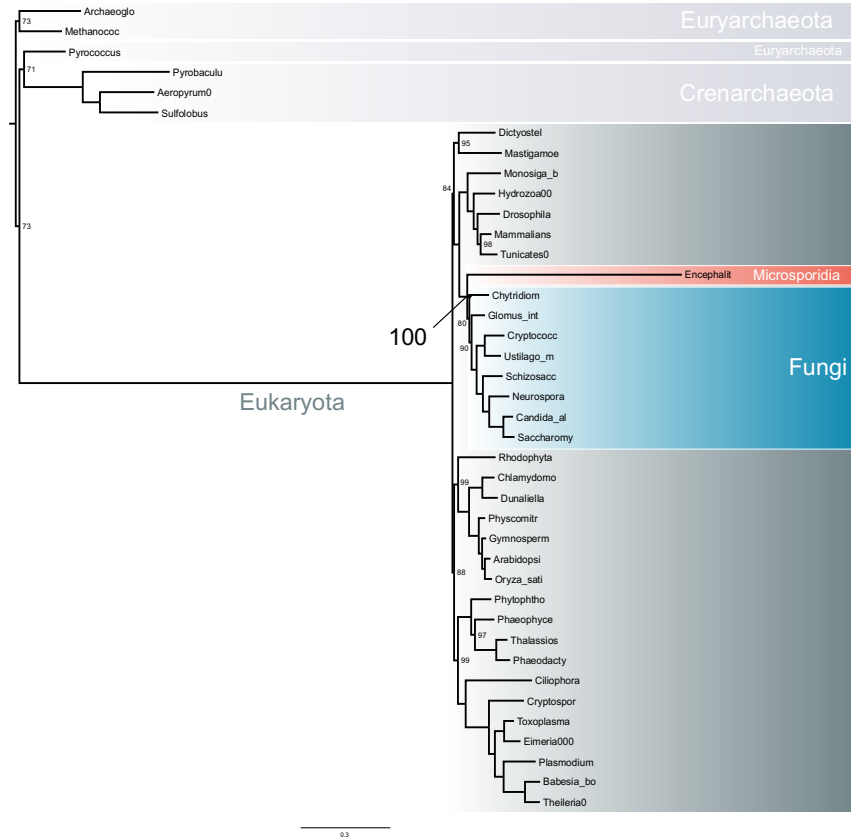 Archaeoglo
73
Euryarchaeota
Methanococ
Pyrococcus
Euryarchaeota
71
Pyrobaculu
Aeropyrum0
Crenarchaeota
Sulfolobus
Dictyostel
95
Mastigamoe
Monosiga_b
84
Hydrozoa00
Drosophila
73
Mammalians
98
Tunicates0
Encephalit
Microsporidia
Chytridiom
Glomus_int
80
100
Cryptococc
90
Ustilago_m
Fungi
Schizosacc
Neurospora
Eukaryota
Candida_al
Saccharomy
Rhodophyta
Chlamydomo
99
Dunaliella
Physcomitr
Gymnosperm
Arabidopsi
88
Oryza_sati
Phytophtho
Phaeophyce
97
Thalassios
Phaeodacty
99
Ciliophora
Cryptospor
Toxoplasma
Eimeria000
Plasmodium
Babesia_bo
Theileria0
0.3